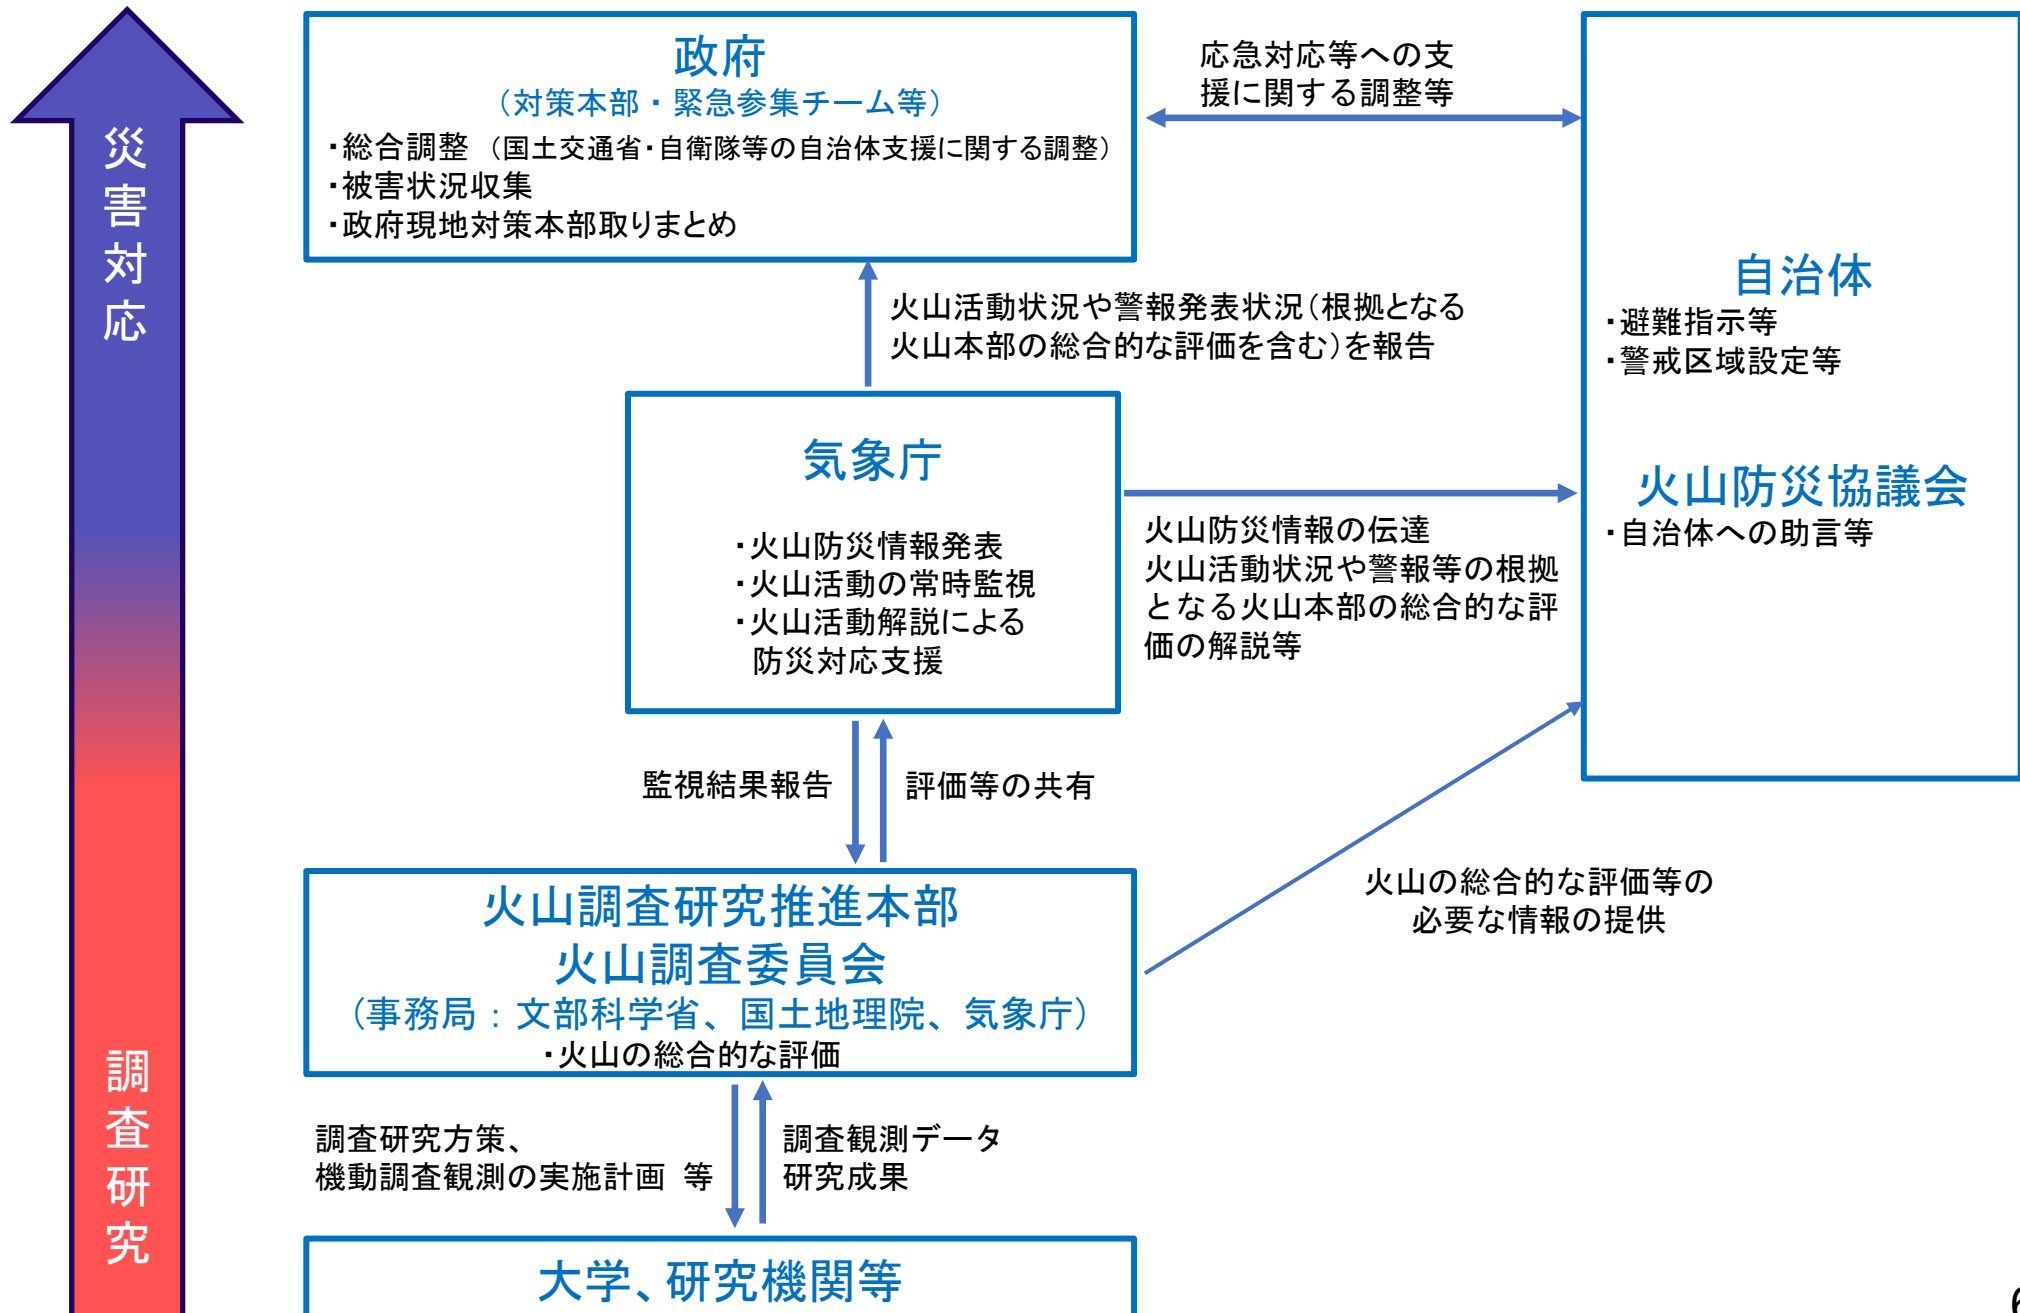 災害対応
調査研究
政府
（対策本部・緊急参集チーム等）
・総合調整 （国土交通省・自衛隊等の自治体支援に関する調整）
・被害状況収集
・政府現地対策本部取りまとめ
応急対応等への支
援に関する調整等
自治体
・避難指示等
・警戒区域設定等
火山防災協議会
・自治体への助言等
火山活動状況や警報発表状況（根拠となる
火山本部の総合的な評価を含む）を報告
気象庁
・火山防災情報発表
・火山活動の常時監視
・火山活動解説による
防災対応支援
火山防災情報の伝達
火山活動状況や警報等の根拠
となる火山本部の総合的な評
価の解説等
監視結果報告
評価等の共有
火山の総合的な評価等の
必要な情報の提供
火山調査研究推進本部
火山調査委員会
（事務局：文部科学省、国土地理院、気象庁）
・火山の総合的な評価
調査研究方策、
機動調査観測の実施計画 等
調査観測データ
研究成果
大学、研究機関等